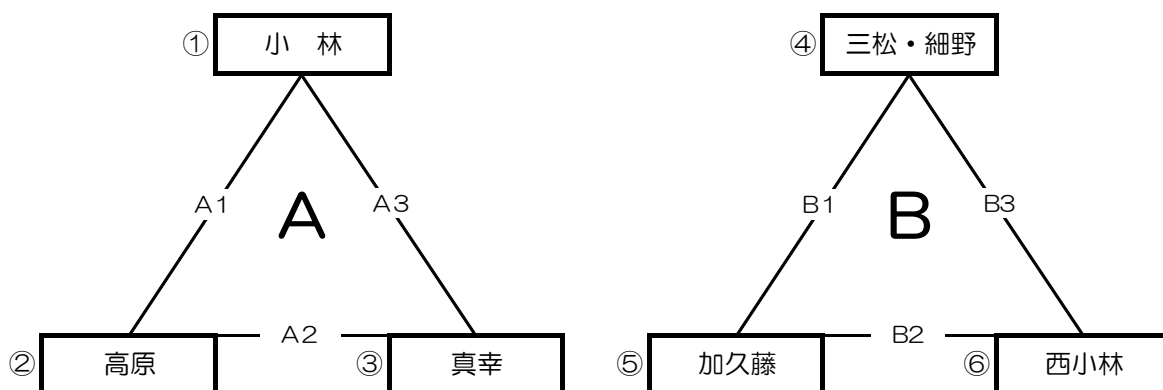 ① 小　林
④ 三松・細野
A1 A A3
B1 B B3
A2
B2
② 高原
③ 真幸
⑤ 加久藤
⑥ 西小林